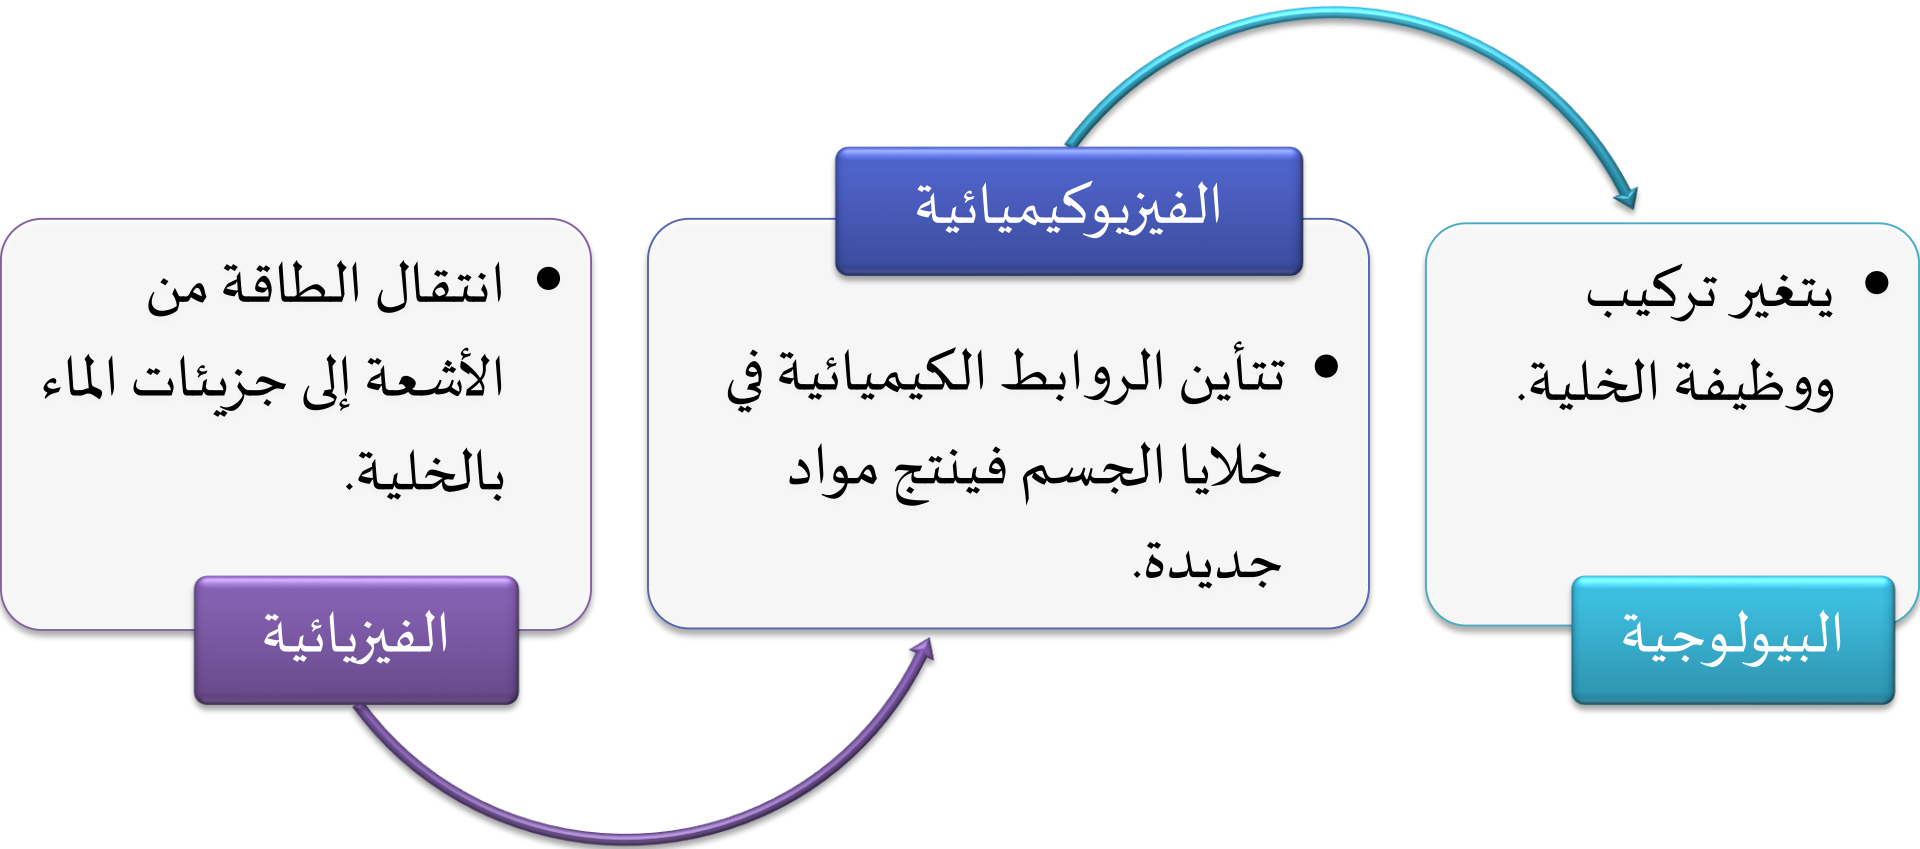 • انتقال الطاقة من
الأشعة إلى جزيئات الماء
بالخلية.
الفيزيائية
الفيزيوكيميائية
• تتأين الروابط الكيميائية في
خلايا الجسم فينتج مواد
جديدة.
• يتغير تركيب
ووظيفة الخلية.
البيولوجية